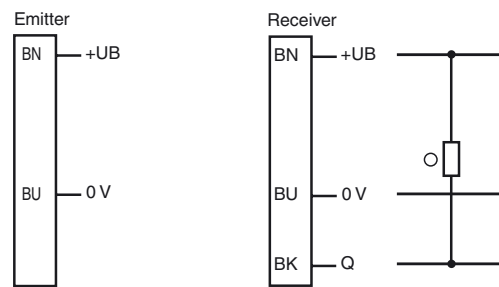 Emitter
BN +UB
BU 0 V
Receiver
BN +UB
BU 0 V
BK Q